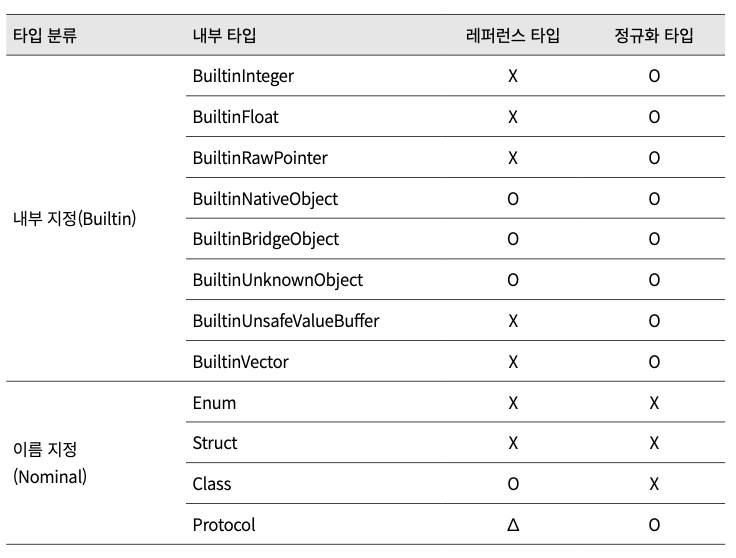 타입 분류 내부 타입 레퍼런스 타입 정규화 타입
내부 지정(Builtin)
BuiltinInteger X O
BuiltinFloat X O
BuiltinRawPointer X O
BuiltinNativeObject O O
BuiltinBridgeObject O O
BuiltinUnknownObject O O
BuiltinUnsafeValueBuffer X O
BuiltinVector X O
이름 지정
(Nominal)
Enum X X
Struct X X
Class O X
Protocol Δ O